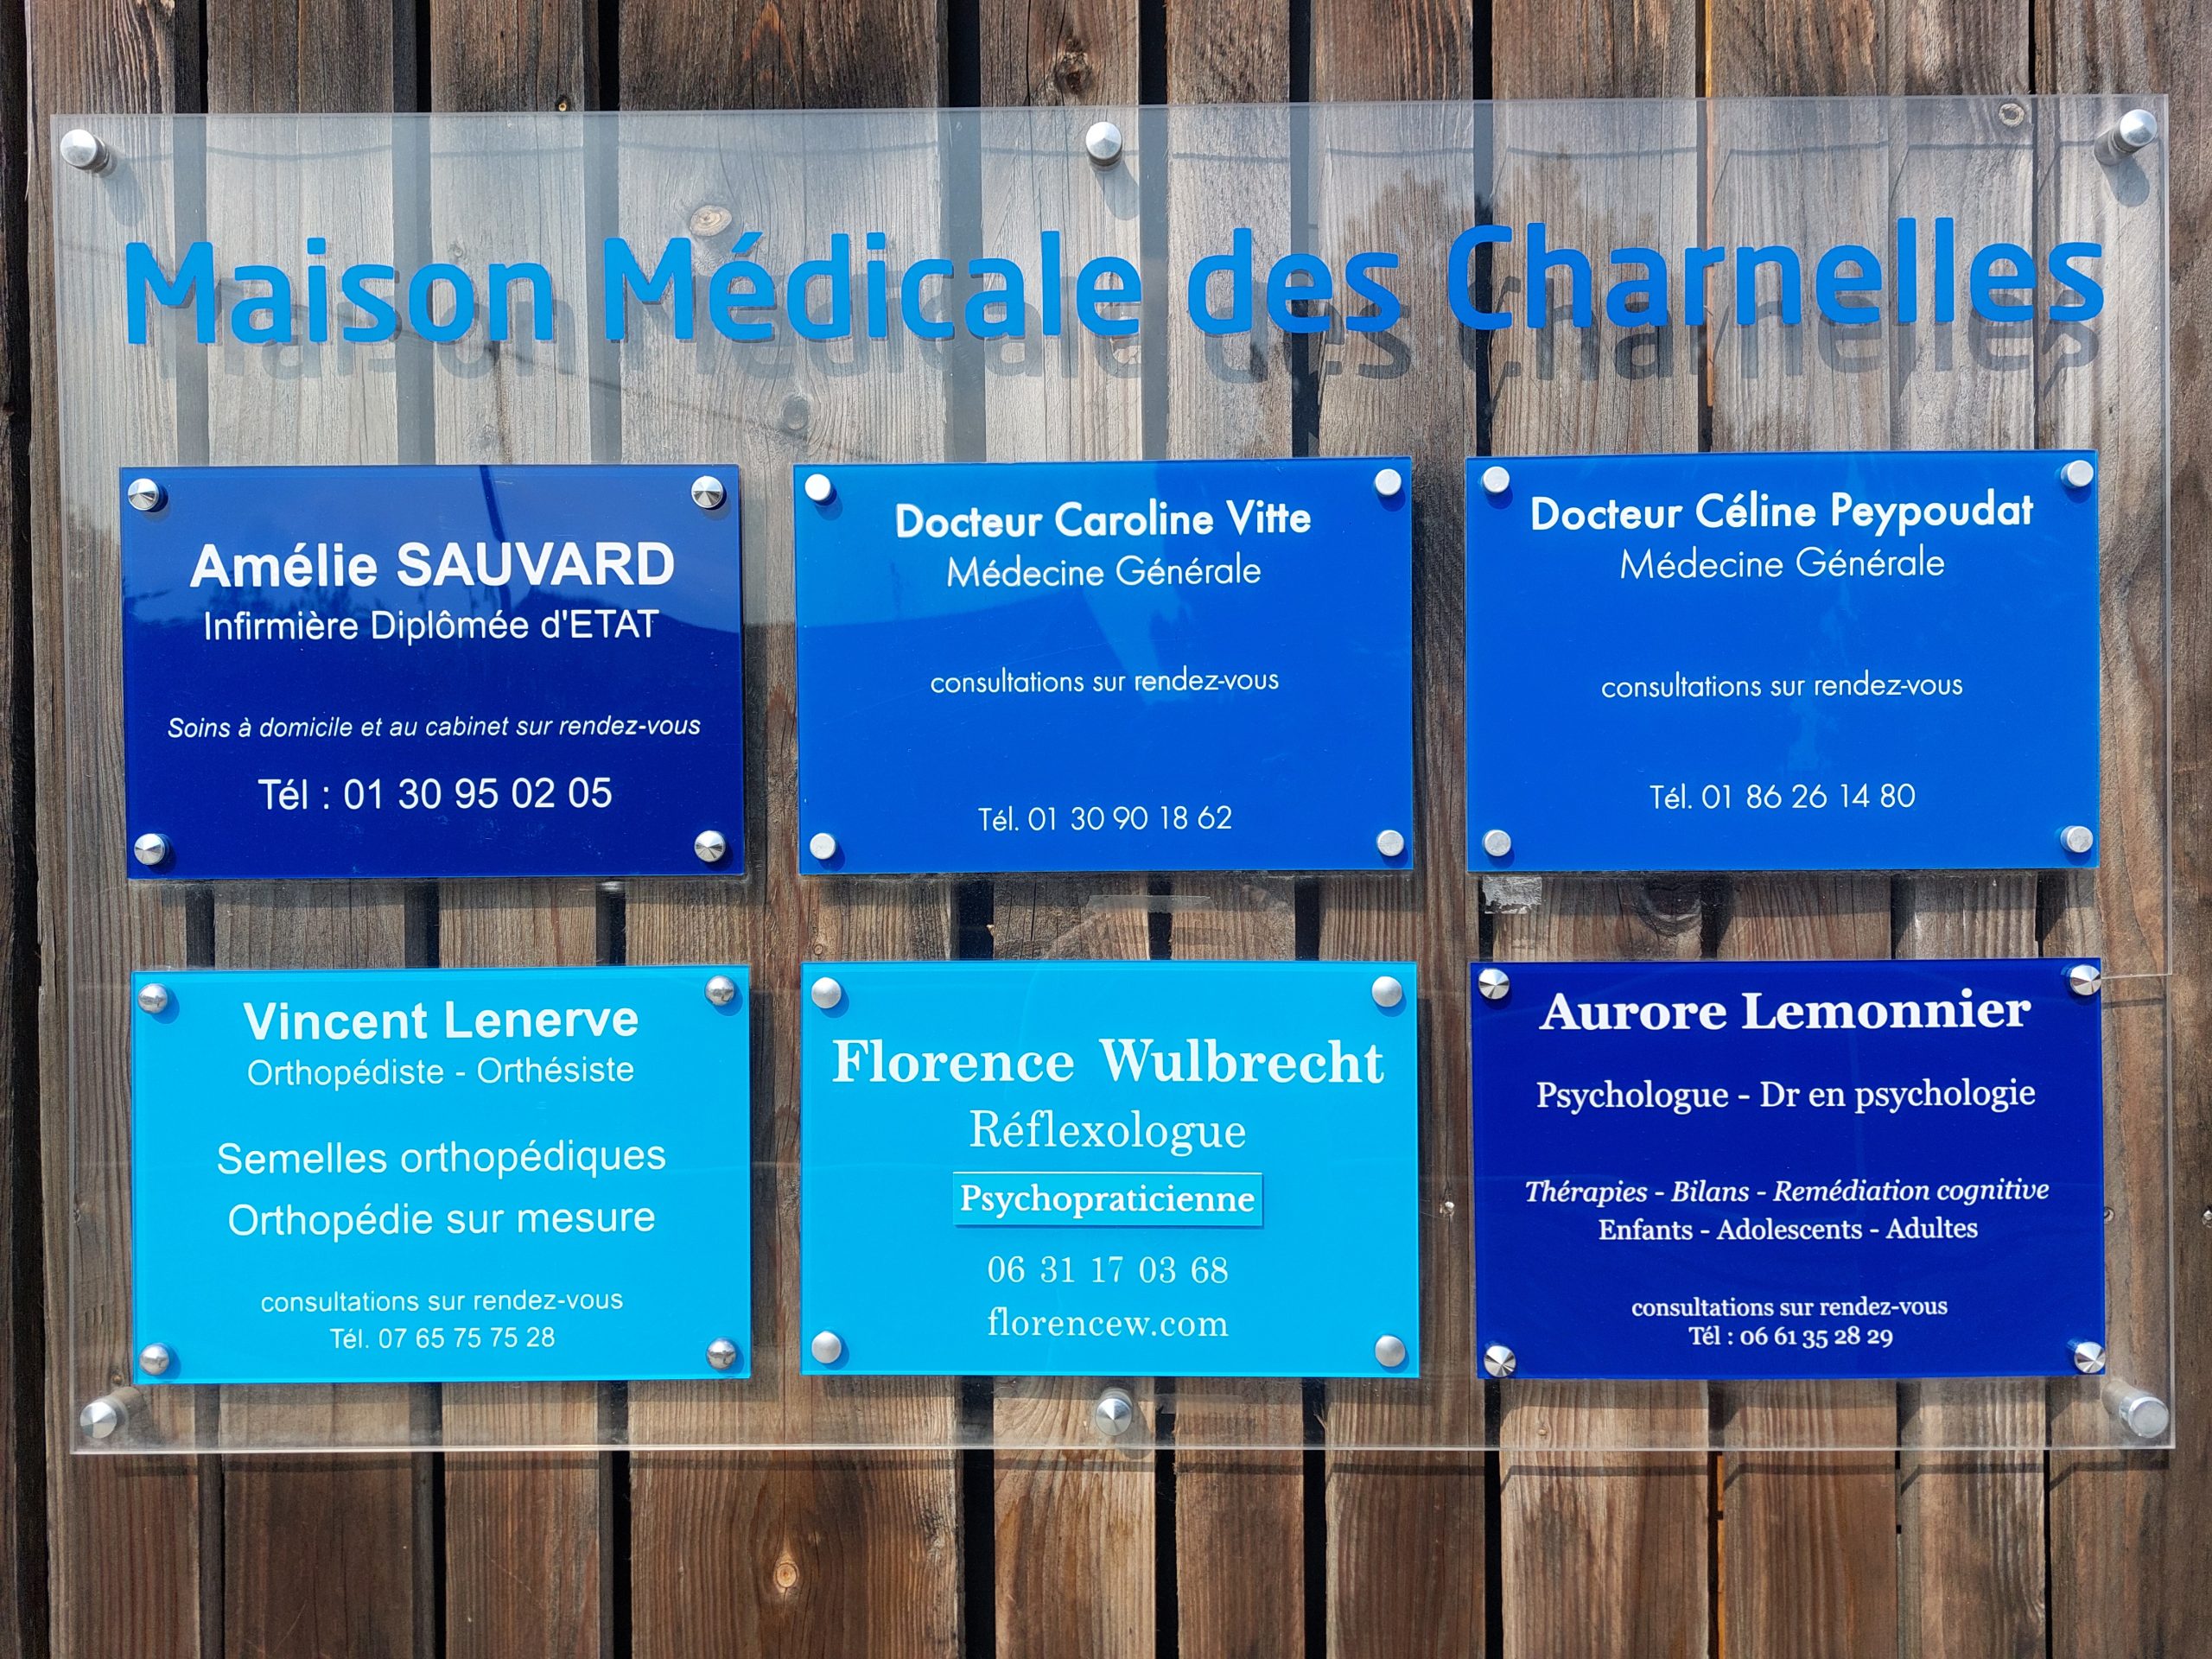 Maison Médicale des Charnelles
Amélie SAUVARD
Infirmière Diplômée d'ETAT
Soins à domicile et au cabinet sur rendez-vous
Tél : 01 30 95 02 05
Docteur Caroline Vitte
Médecine Générale
consultations sur rendez-vous
Tél. 01 30 90 18 62
Docteur Céline Peypoudat
Médecine Générale
consultations sur rendez-vous
Tél. 01 86 26 14 80
Vincent Lenerve
Orthopédiste - Orthésiste
Semelles orthopédiques
Orthopédie sur mesure
consultations sur rendez-vous
Tél. 07 65 75 75 28
Florence Wulbrecht
Réflexologue
Psychopraticienne
06 31 17 03 68
florencew.com
Aurore Lemonnier
Psychologue - Dr en psychologie
Thérapies - Bilans - Remédiation cognitive
Enfants - Adolescents - Adultes
consultations sur rendez-vous
Tél : 06 61 35 28 29